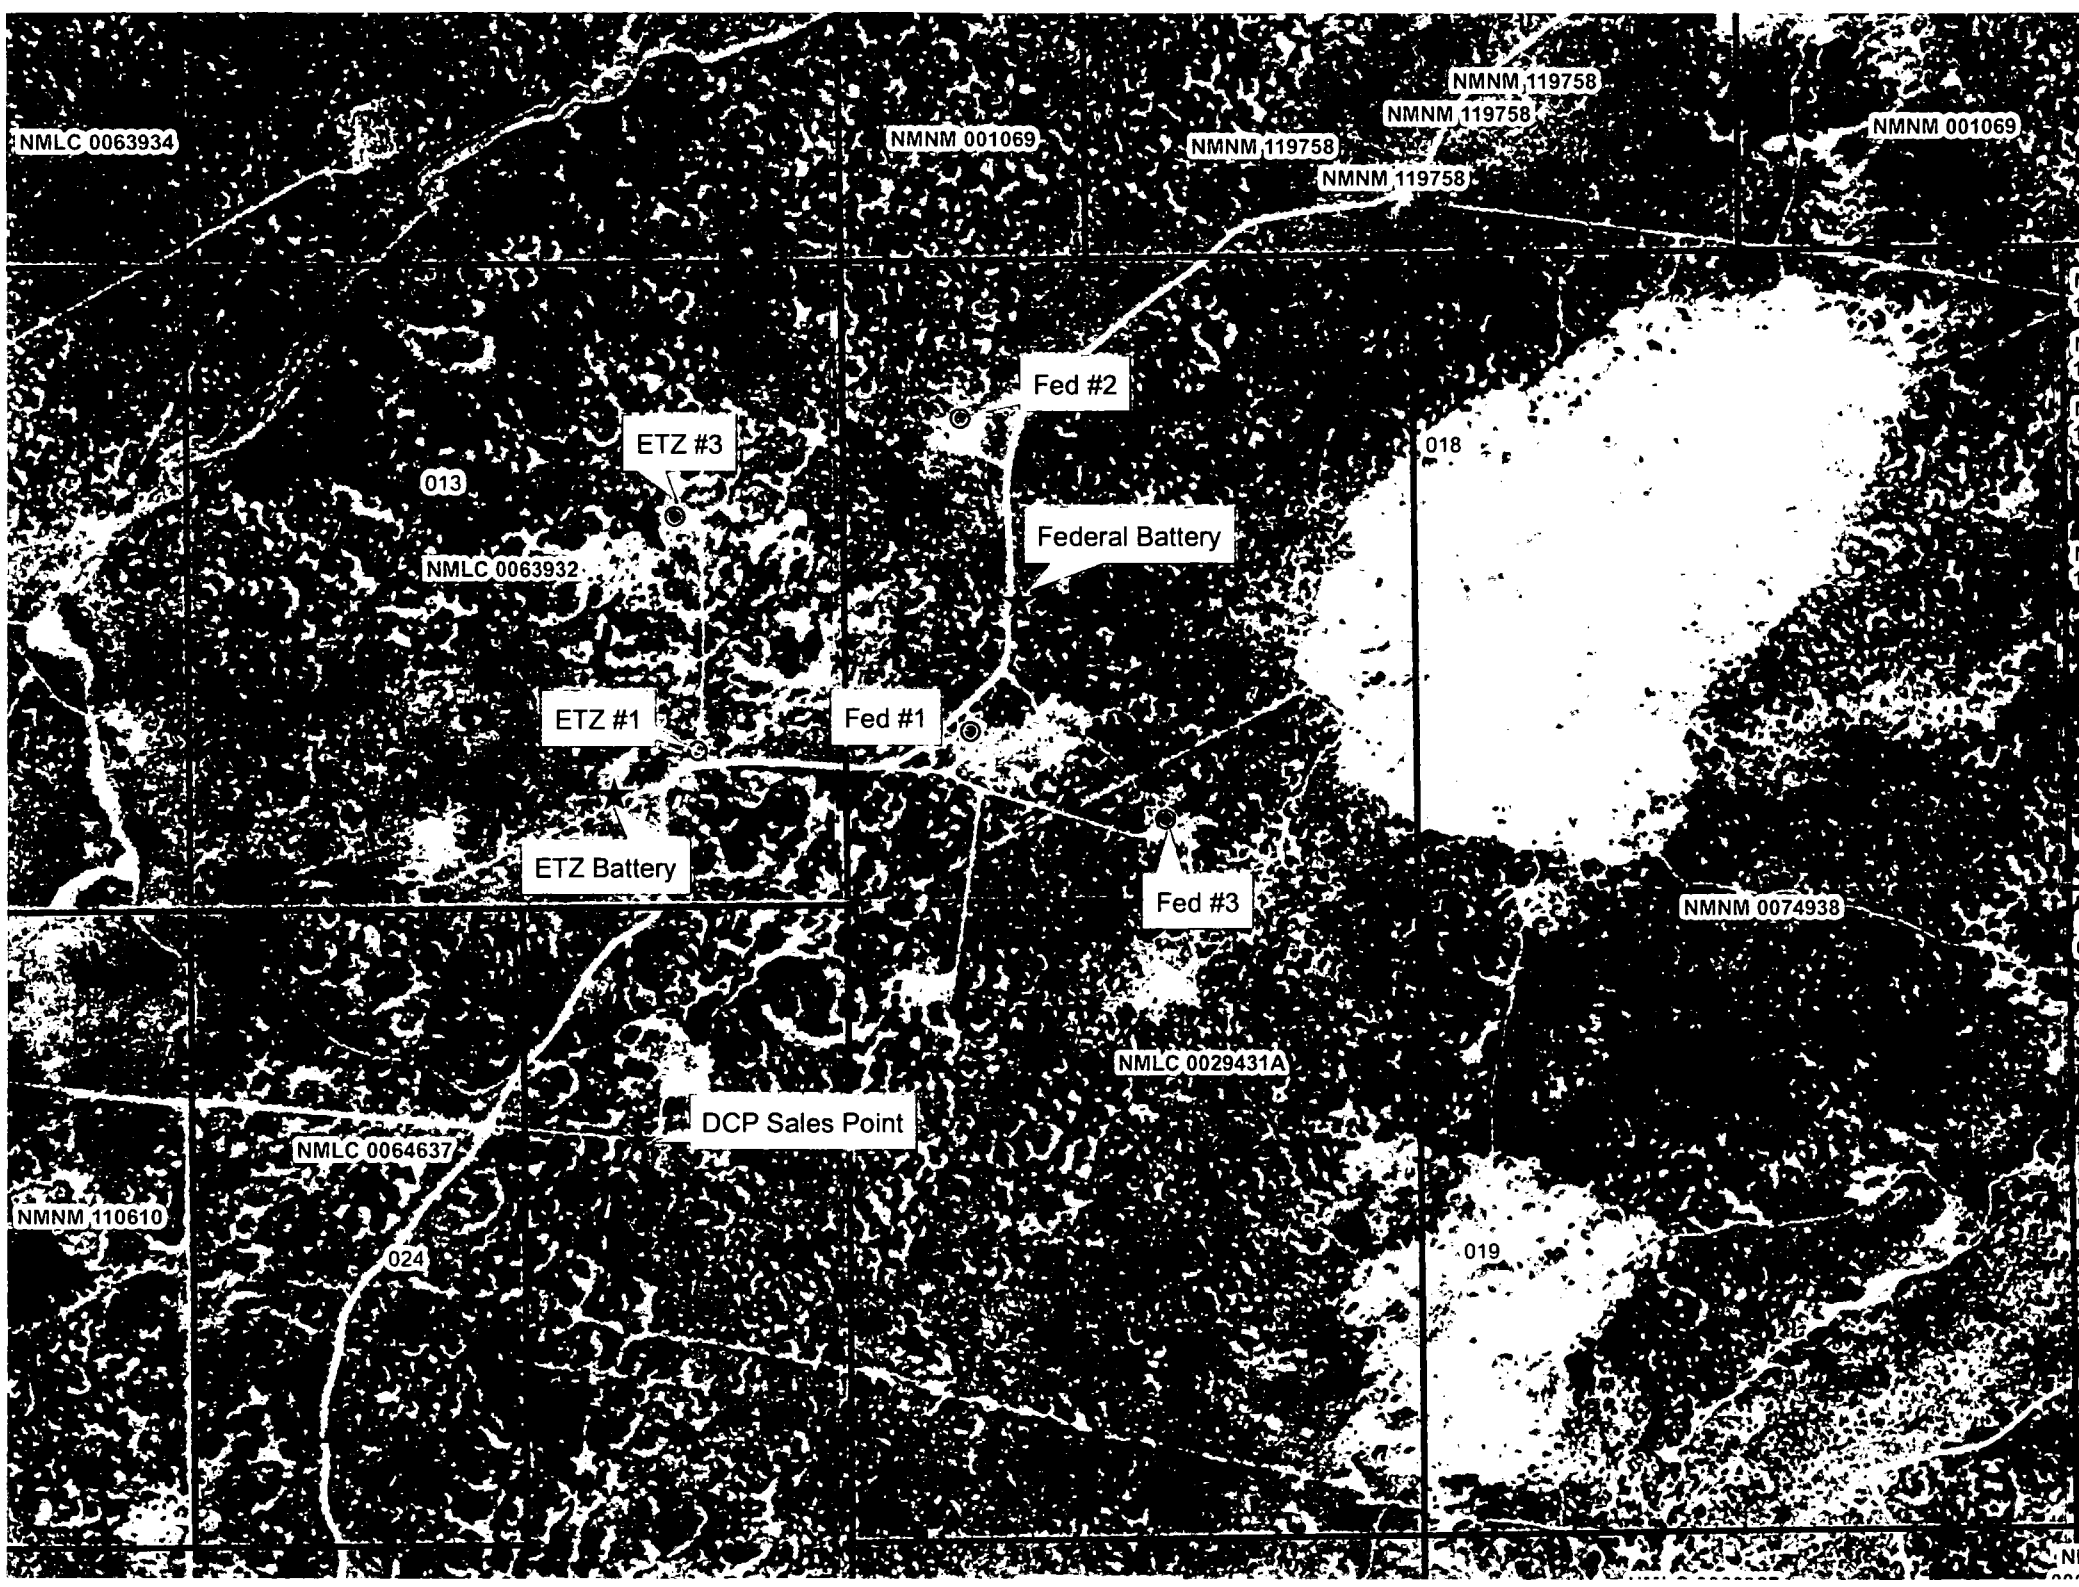 NMNM 119758
NMNM 119758
NMNM 001069
NMLC 0063934
NMNM 001069
NMNM 119758
NMNM 119758
Fed #2
ETZ #3
018
013
Federal Battery
NMLC 0063932
ETZ #1
Fed #1
ETZ Battery
Fed #3
NMNM 0074938
NMLC 0029431A
DCP Sales Point
NMLC 0064637
NMNM 110610
024
019